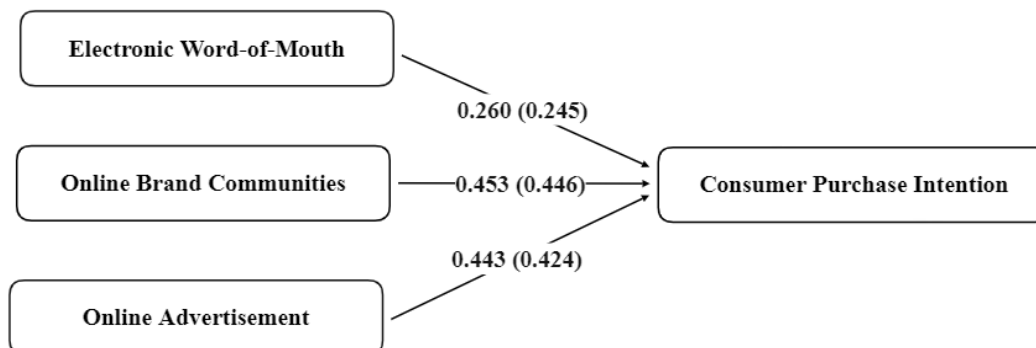 Electronic Word-of-Mouth
0.260 (0.245)
Online Brand Communities
0.453 (0.446)
Consumer Purchase Intention
0.443 (0.424)
Online Advertisement